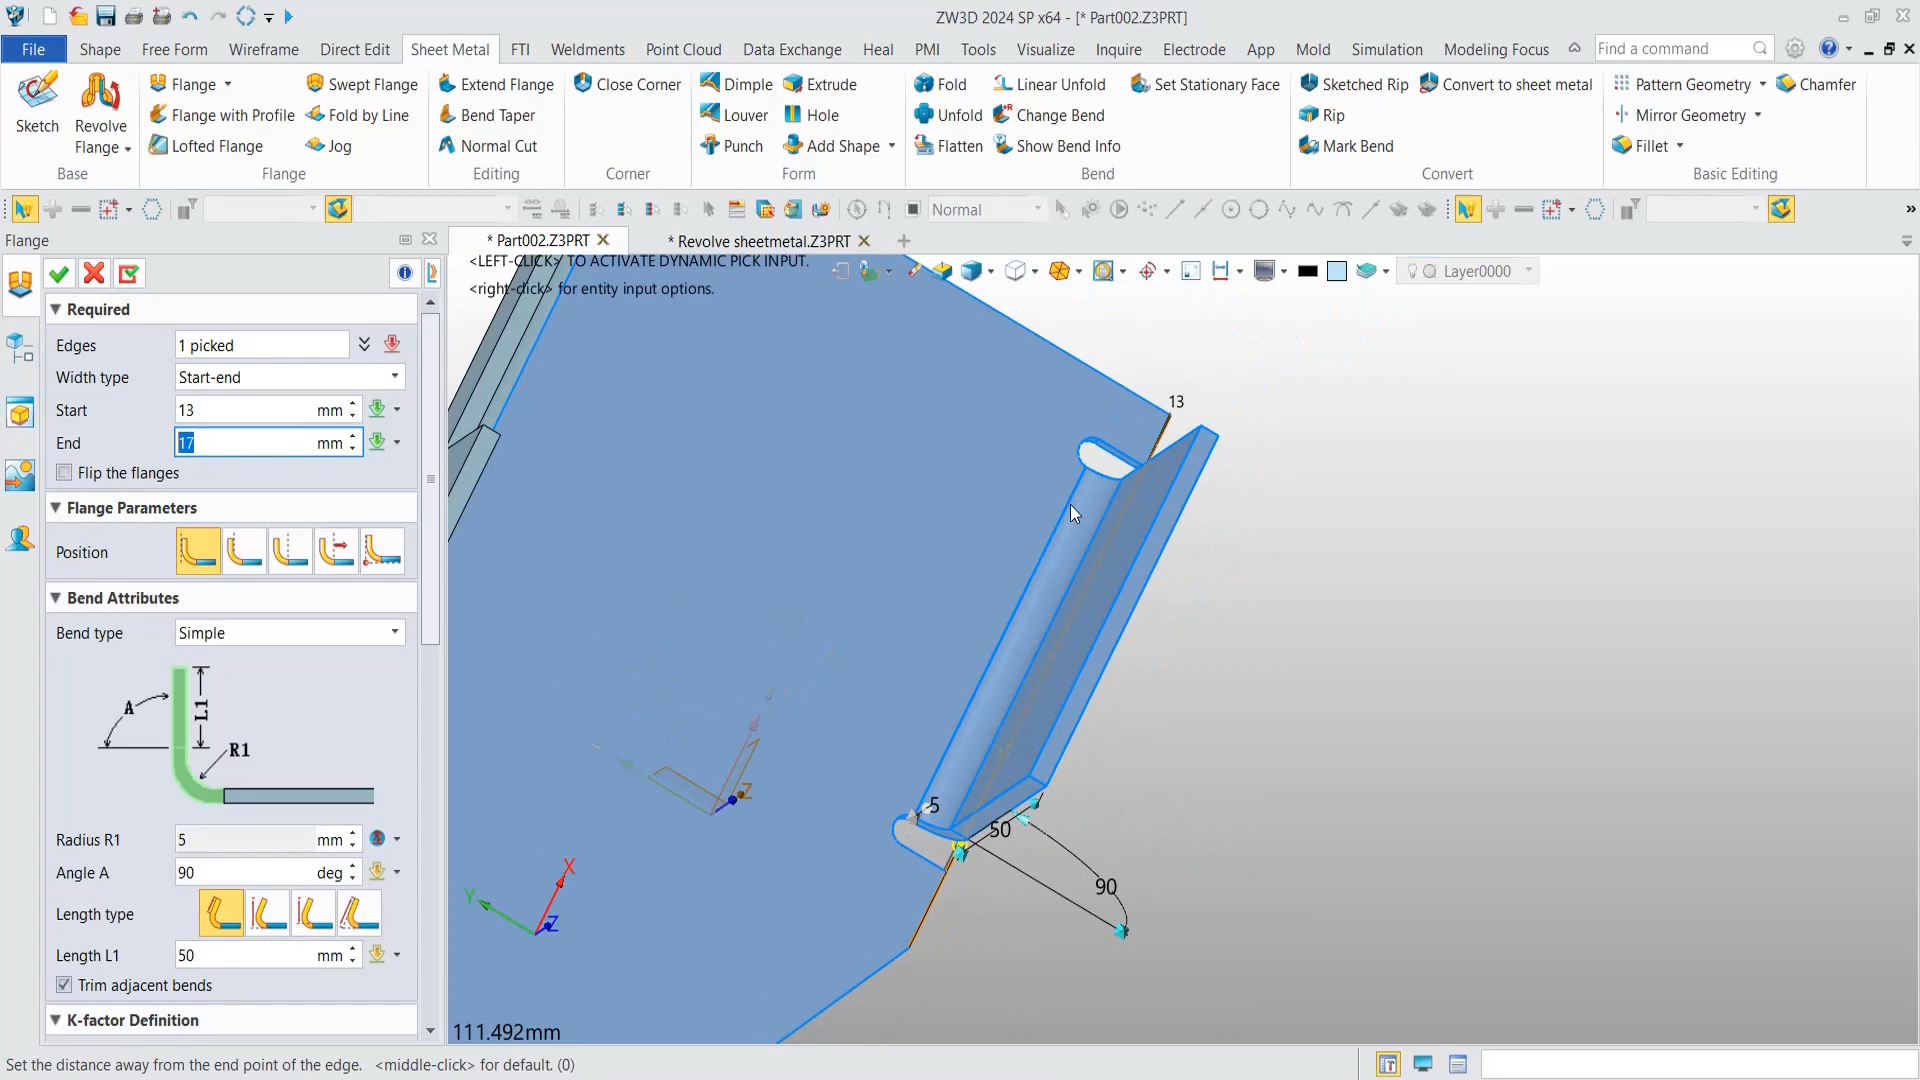 ZW3D 2024 SP x64 - [* Part002.Z3PRT]
File Shape Free Form Wireframe Direct Edit Sheet Metal FTI Weldments Point Cloud Data Exchange Heal PMI Tools Visualize Inquire Electrode App Mold Simulation Modeling Focus Find a command
Flange Swept Flange Extend Flange Close Corner Dimple Extrude Fold Linear Unfold Set Stationary Face Sketched Rip Convert to sheet metal Pattern Geometry Chamfer
Sketch Revolve Flange Flange with Profile Fold by Line Bend Taper Louver Hole Unfold Change Bend Rip Mirror Geometry
Lofted Flange Jog Normal Cut Punch Add Shape Flatten Show Bend Info Mark Bend Fillet
Base Flange Editing Corner Form Bend Convert Basic Editing
Normal
Flange
* Part002.Z3PRT * Revolve sheetmetal.Z3PRT
<LEFT-CLICK> TO ACTIVATE DYNAMIC PICK INPUT.
<right-click> for entity input options.
Layer0000
Required
Edges 1 picked
Width type Start-end
Start 13 mm
End 17 mm
Flip the flanges
Flange Parameters
Position
Bend Attributes
Bend type Simple
A L1
R1
Radius R1 5 mm
Angle A 90 deg
Length type
Length L1 50 mm
Trim adjacent bends
K-factor Definition
13
5
50
90
Z
X
Y
Z
111.492mm
Set the distance away from the end point of the edge. <middle-click> for default. (0)